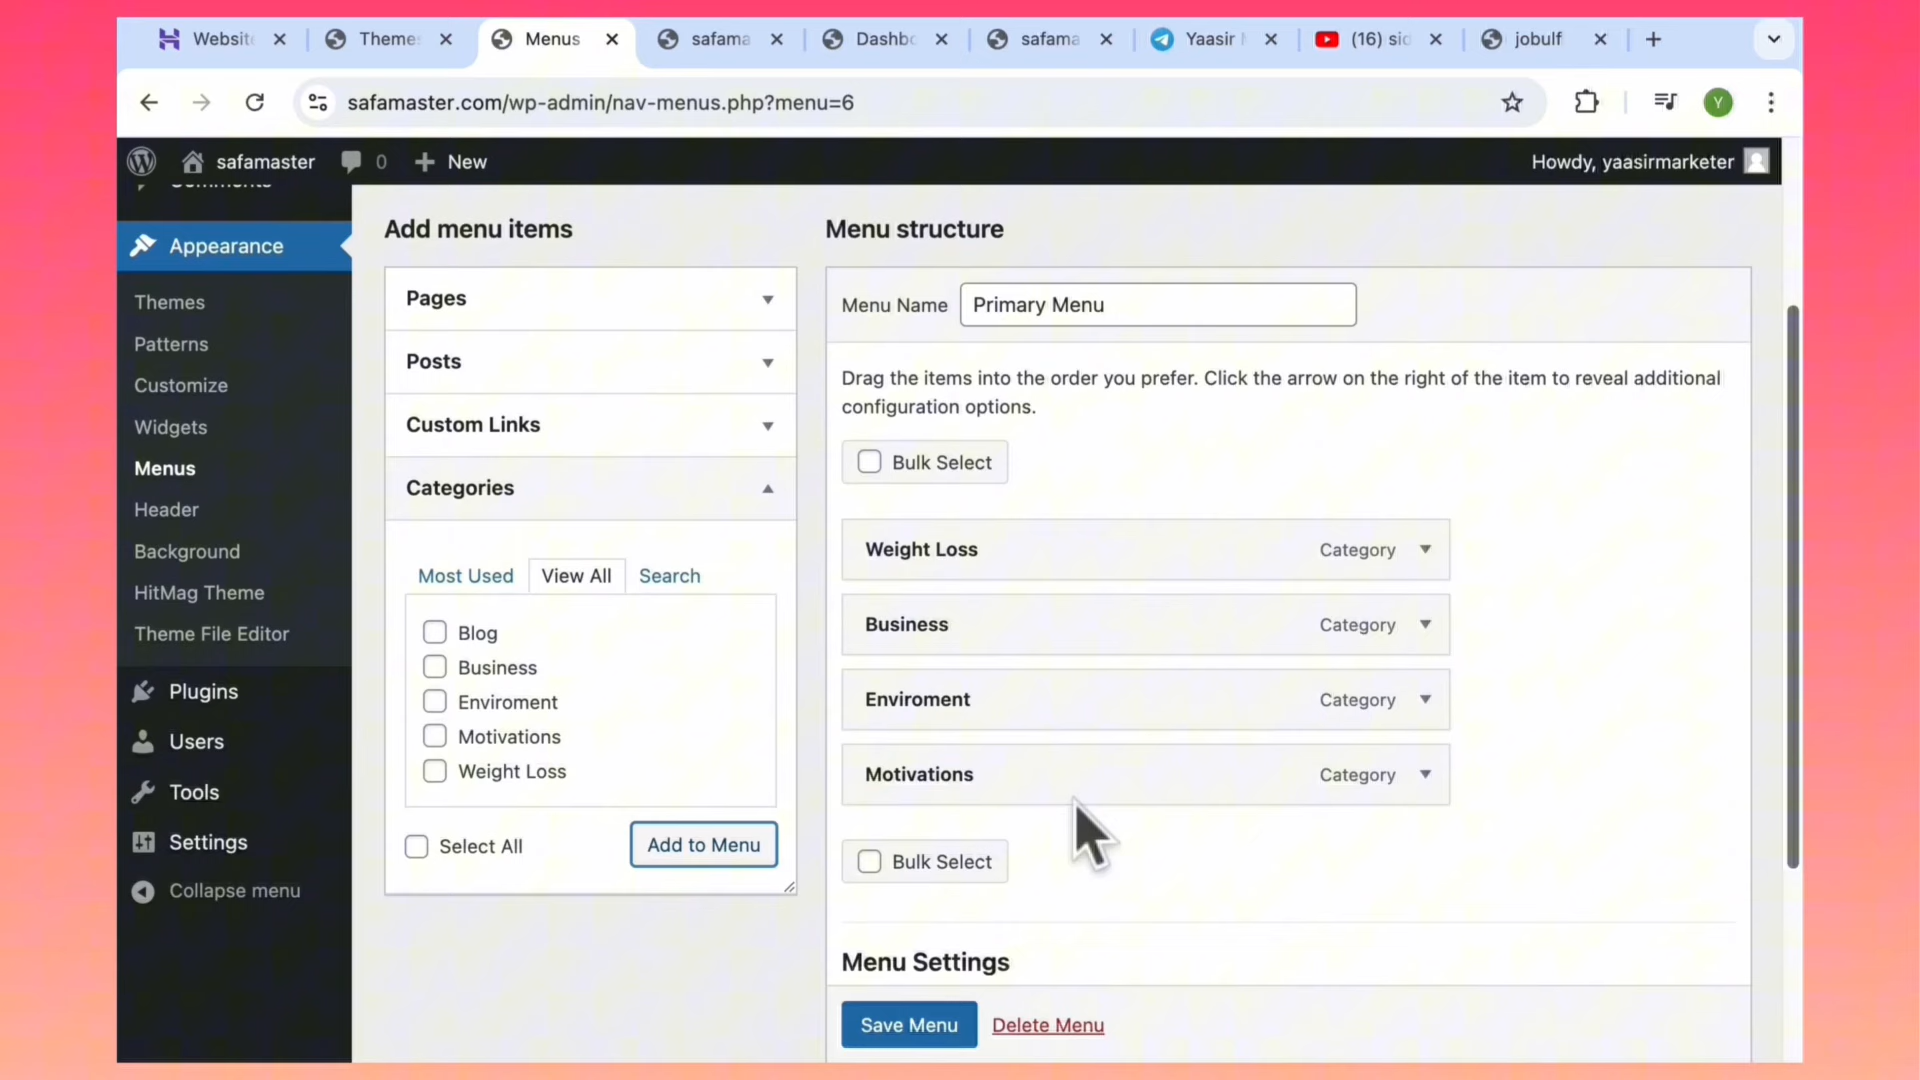 Website
Themes
Menus
safama
Dashbo
safama
Yaasir
(16) sid
jobulf
safamaster.com/wp-admin/nav-menus.php?menu=6
Y
safamaster
0
New
Howdy, yaasirmarketer
Comments
Appearance
Themes
Patterns
Customize
Widgets
Menus
Header
Background
HitMag Theme
Theme File Editor
Plugins
Users
Tools
Settings
Collapse menu
Add menu items
Pages
Posts
Custom Links
Categories
Most Used
View All
Search
Blog
Business
Enviroment
Motivations
Weight Loss
Select All
Add to Menu
Menu structure
Menu Name
Primary Menu
Drag the items into the order you prefer. Click the arrow on the right of the item to reveal additional
configuration options.
Bulk Select
Weight Loss Category
Business Category
Enviroment Category
Motivations Category
Bulk Select
Menu Settings
Save Menu
Delete Menu